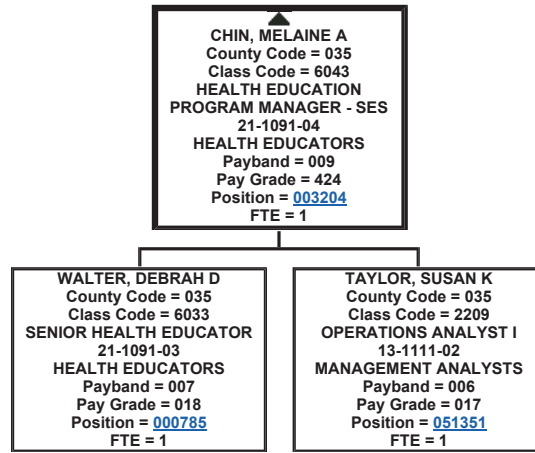 CHIN, MELAINE A
County Code = 035
Class Code = 6043
HEALTH EDUCATION
PROGRAM MANAGER - SES
21-1091-04
HEALTH EDUCATORS
Payband = 009
Pay Grade = 424
Position = 003204
FTE = 1
WALTER, DEBRAH D
County Code = 035
Class Code = 6033
SENIOR HEALTH EDUCATOR
21-1091-03
HEALTH EDUCATORS
Payband = 007
Pay Grade = 018
Position = 000785
FTE = 1
TAYLOR, SUSAN K
County Code = 035
Class Code = 2209
OPERATIONS ANALYST I
13-1111-02
MANAGEMENT ANALYSTS
Payband = 006
Pay Grade = 017
Position = 051351
FTE = 1